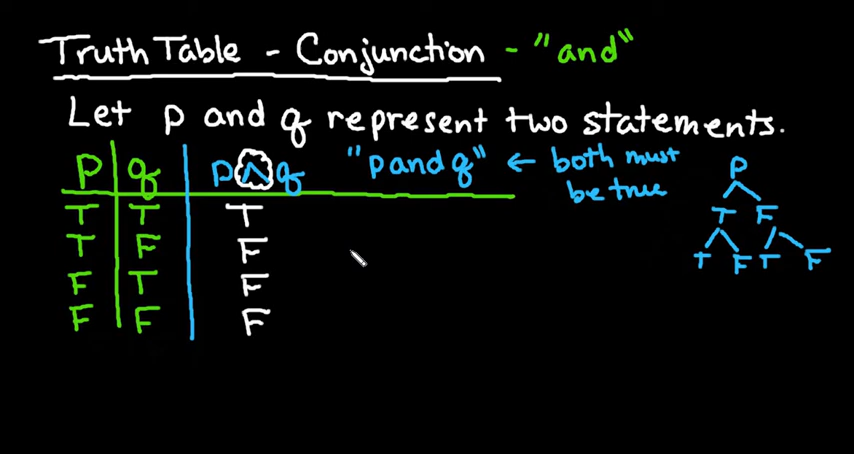 Truth Table - Conjunction - "and"
Let p and q represent two statements.
p q p ∧ q "p and q" ← both must
be true
T T T
T F F
F T F
F F F
p
T F
T F T F